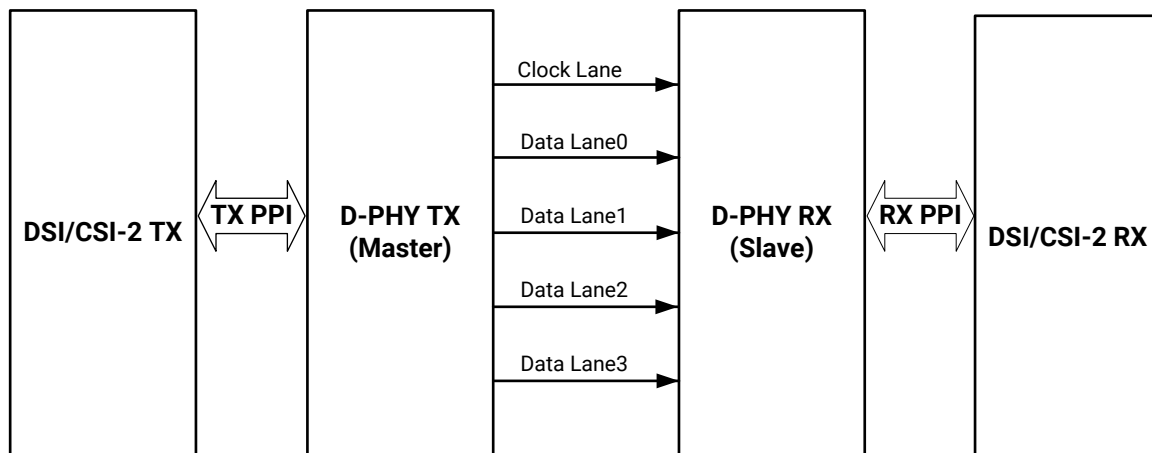 DSI/CSI-2 TX
TX PPI
D-PHY TX
(Master)
Clock Lane
Data Lane0
Data Lane1
Data Lane2
Data Lane3
D-PHY RX
(Slave)
RX PPI
DSI/CSI-2 RX